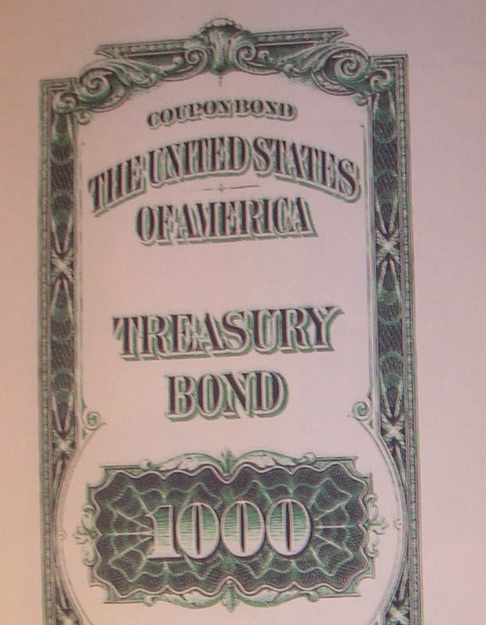 COUPON BOND
THE UNITED STATES
OF AMERICA
TREASURY
BOND
1000